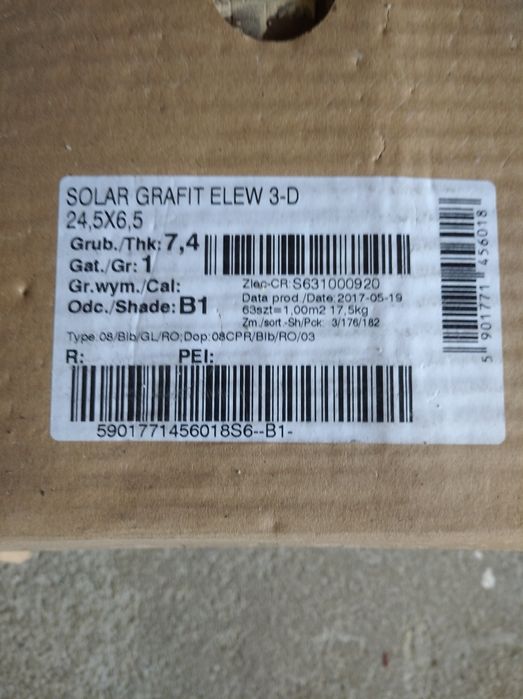 SOLAR GRAFIT ELEW 3-D
24,5X6,5
Grub./Thk: 7,4
Gat./Gr: 1
Gr.wym./Cal:
Odc./Shade: B1
Zlec-CR: S631000920
Data prod./Date: 2017-05-19
63szt=1,00m2 17,5kg
Zm./sort.-Sh/Pck: 3/176/182
Type.08/BIb/GL/RO;Dop:08CPR/BIb/RO/03
R: PEI:
5901771456018S6--B1-
5 901771 456018